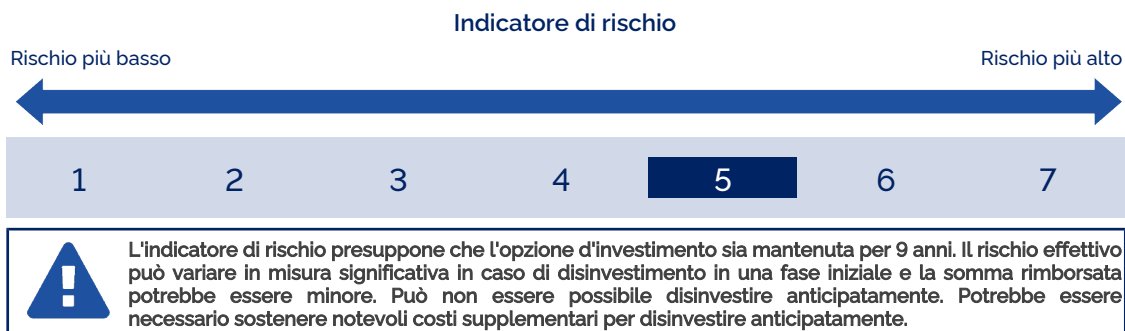 Indicatore di rischio
Rischio più basso Rischio più alto
1 2 3 4 5 6 7
L'indicatore di rischio presuppone che l'opzione d'investimento sia mantenuta per 9 anni. Il rischio effettivo
può variare in misura significativa in caso di disinvestimento in una fase iniziale e la somma rimborsata
potrebbe essere minore. Può non essere possibile disinvestire anticipatamente. Potrebbe essere
necessario sostenere notevoli costi supplementari per disinvestire anticipatamente.